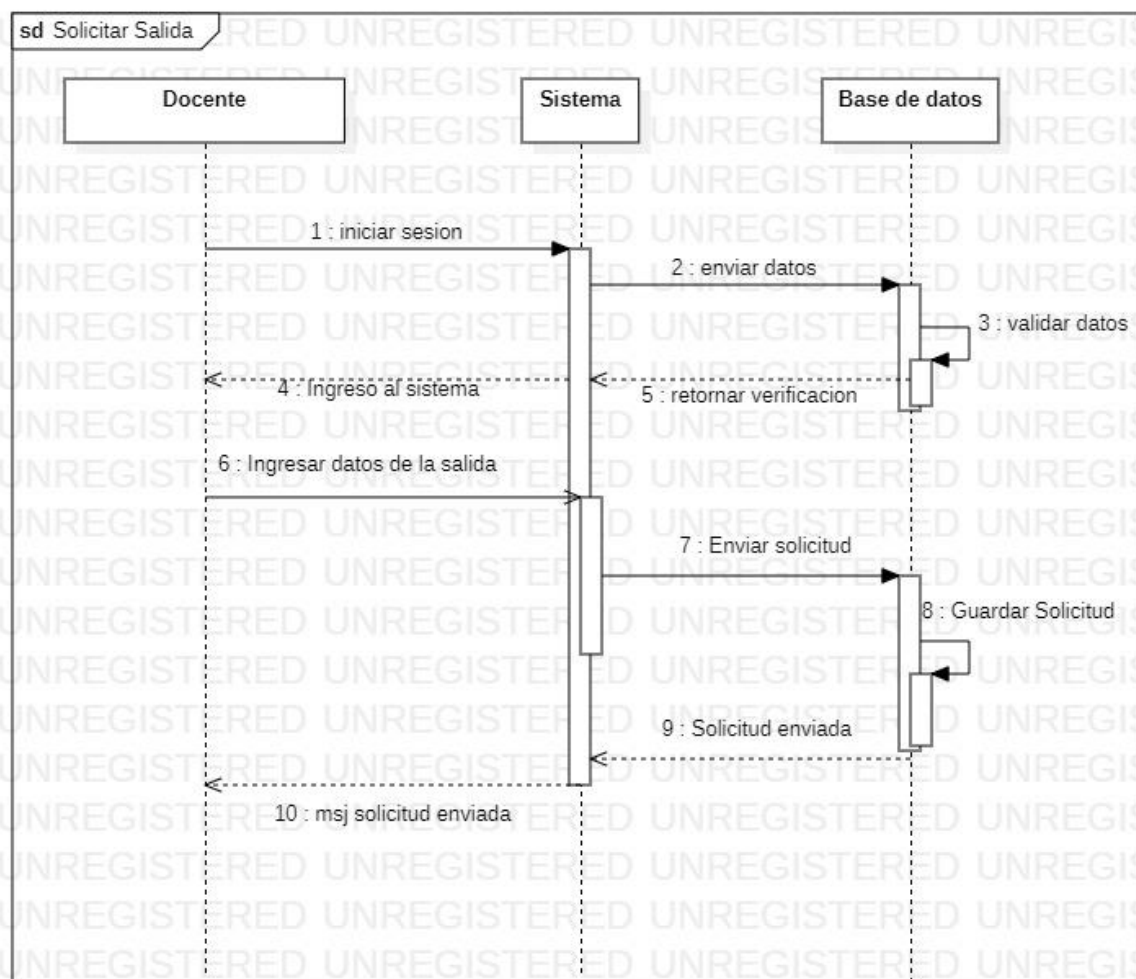 sd Solicitar Salida
Docente
Sistema
Base de datos
1 : iniciar sesion
2 : enviar datos
3 : validar datos
4 : Ingreso al sistema
5 : retornar verificacion
6 : Ingresar datos de la salida
7 : Enviar solicitud
8 : Guardar Solicitud
9 : Solicitud enviada
10 : msj solicitud enviada
UNREGISTERED